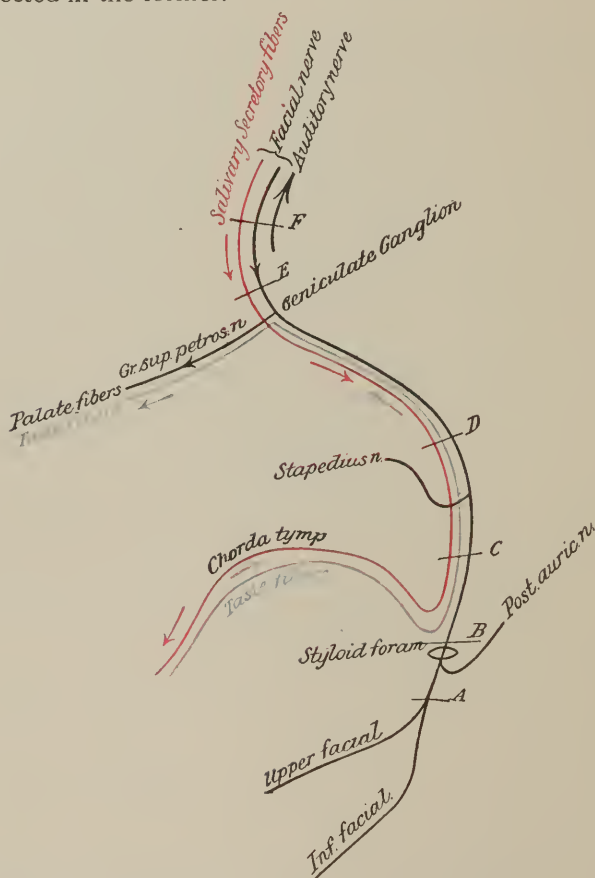 Salivary Secretory fibers
Facial nerve
Auditory nerve
F
E
Geniculate Ganglion
Gr. sup. petros. n
Palate fibers
D
Stapedius n.
Chorda tymp
C
Taste
Post. auric. n.
B
Styloid foram
A
Upper facial
Inf. facial.